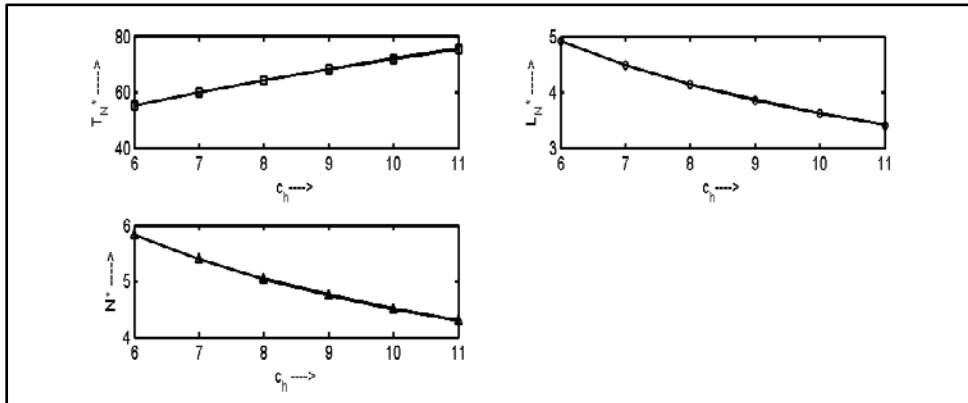 80
60
40
T_N* ---->
6 7 8 9 10 11
c_h ---->
5
4
3
L_N* ---->
6 7 8 9 10 11
c_h ---->
6
5
4
N* ---->
6 7 8 9 10 11
c_h ---->